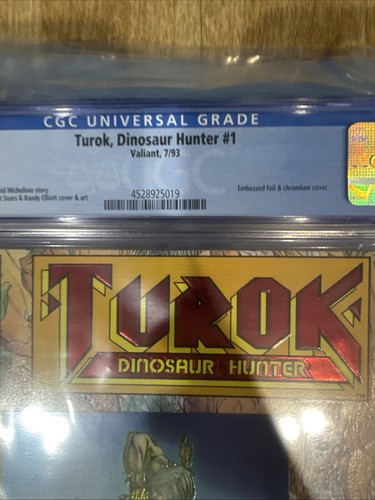 CGC UNIVERSAL GRADE
Turok, Dinosaur Hunter #1
Valiant, 7/93
Michelinie story
Sears & Randy Elliott cover & art
Embossed foil & chromium cover
4528925019
TUROK
DINOSAUR HUNTER